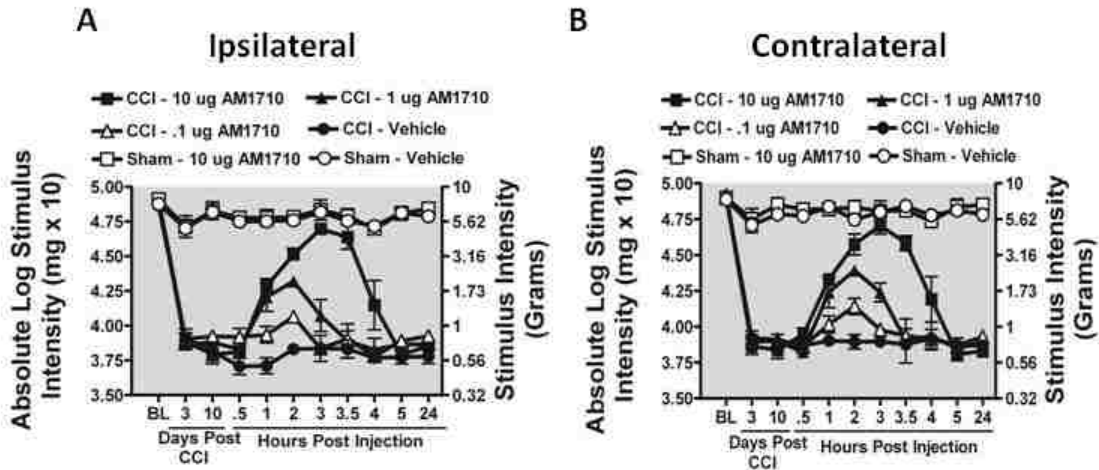 A
Ipsilateral
CCI - 10 ug AM1710
CCI - 1 ug AM1710
CCI - .1 ug AM1710
CCI - Vehicle
Sham - 10 ug AM1710
Sham - Vehicle
Absolute Log Stimulus
Intensity (mg x 10)
5.00
4.75
4.50
4.25
4.00
3.75
3.50
10
5.62
3.16
1.73
1
0.56
0.32
Stimulus Intensity
(Grams)
BL 3 10 .5 1 2 3 3.5 4 5 24
Days Post
CCI
Hours Post Injection
B
Contralateral
CCI - 10 ug AM1710
CCI - 1 ug AM1710
CCI - .1 ug AM1710
CCI - Vehicle
Sham - 10 ug AM1710
Sham - Vehicle
Absolute Log Stimulus
Intensity (mg x 10)
5.00
4.75
4.50
4.25
4.00
3.75
3.50
10
5.62
3.16
1.73
1
0.56
0.32
Stimulus Intensity
(Grams)
BL 3 10 .5 1 2 3 3.5 4 5 24
Days Post
CCI
Hours Post Injection